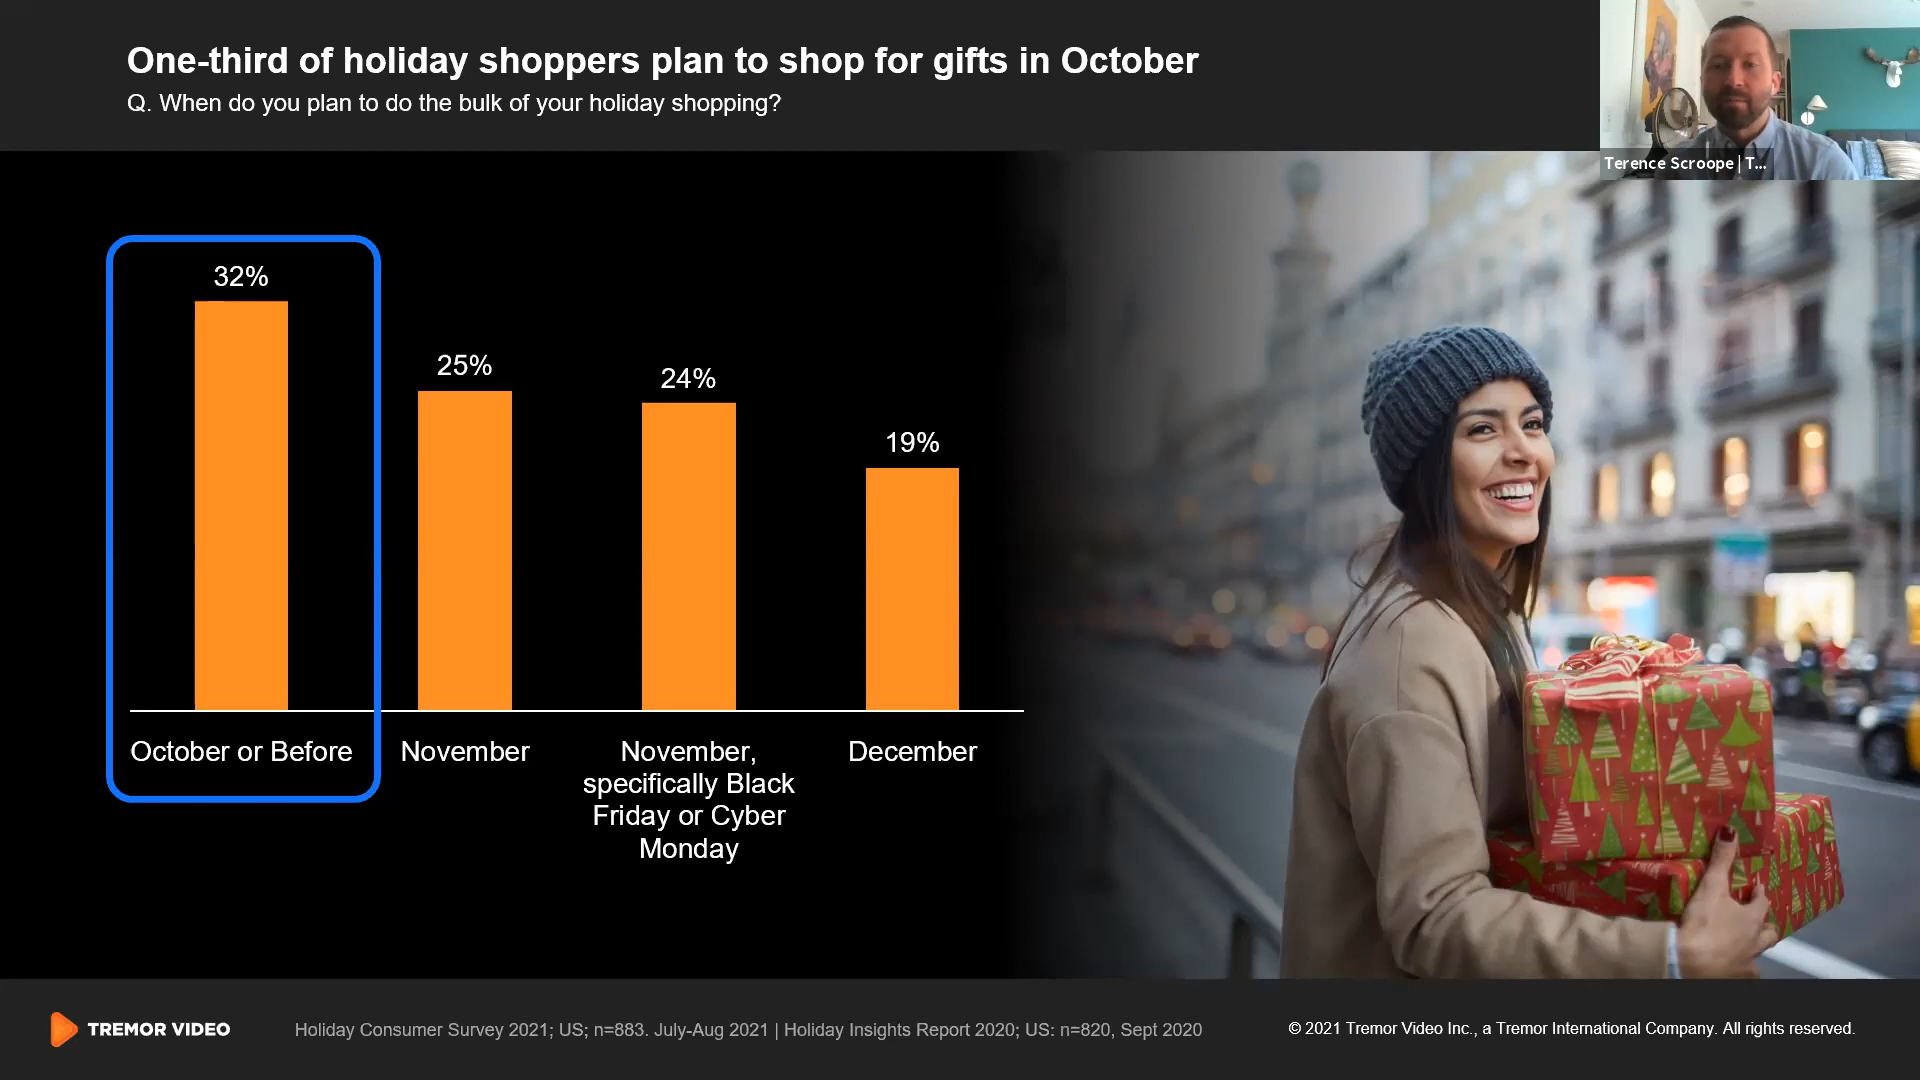 One-third of holiday shoppers plan to shop for gifts in October
Q. When do you plan to do the bulk of your holiday shopping?
Terence Scroope | T...
32%
25%
24%
19%
October or Before
November
November,
specifically Black
Friday or Cyber
Monday
December
TREMOR VIDEO
Holiday Consumer Survey 2021; US; n=883. July-Aug 2021 | Holiday Insights Report 2020; US: n=820, Sept 2020
© 2021 Tremor Video Inc., a Tremor International Company. All rights reserved.